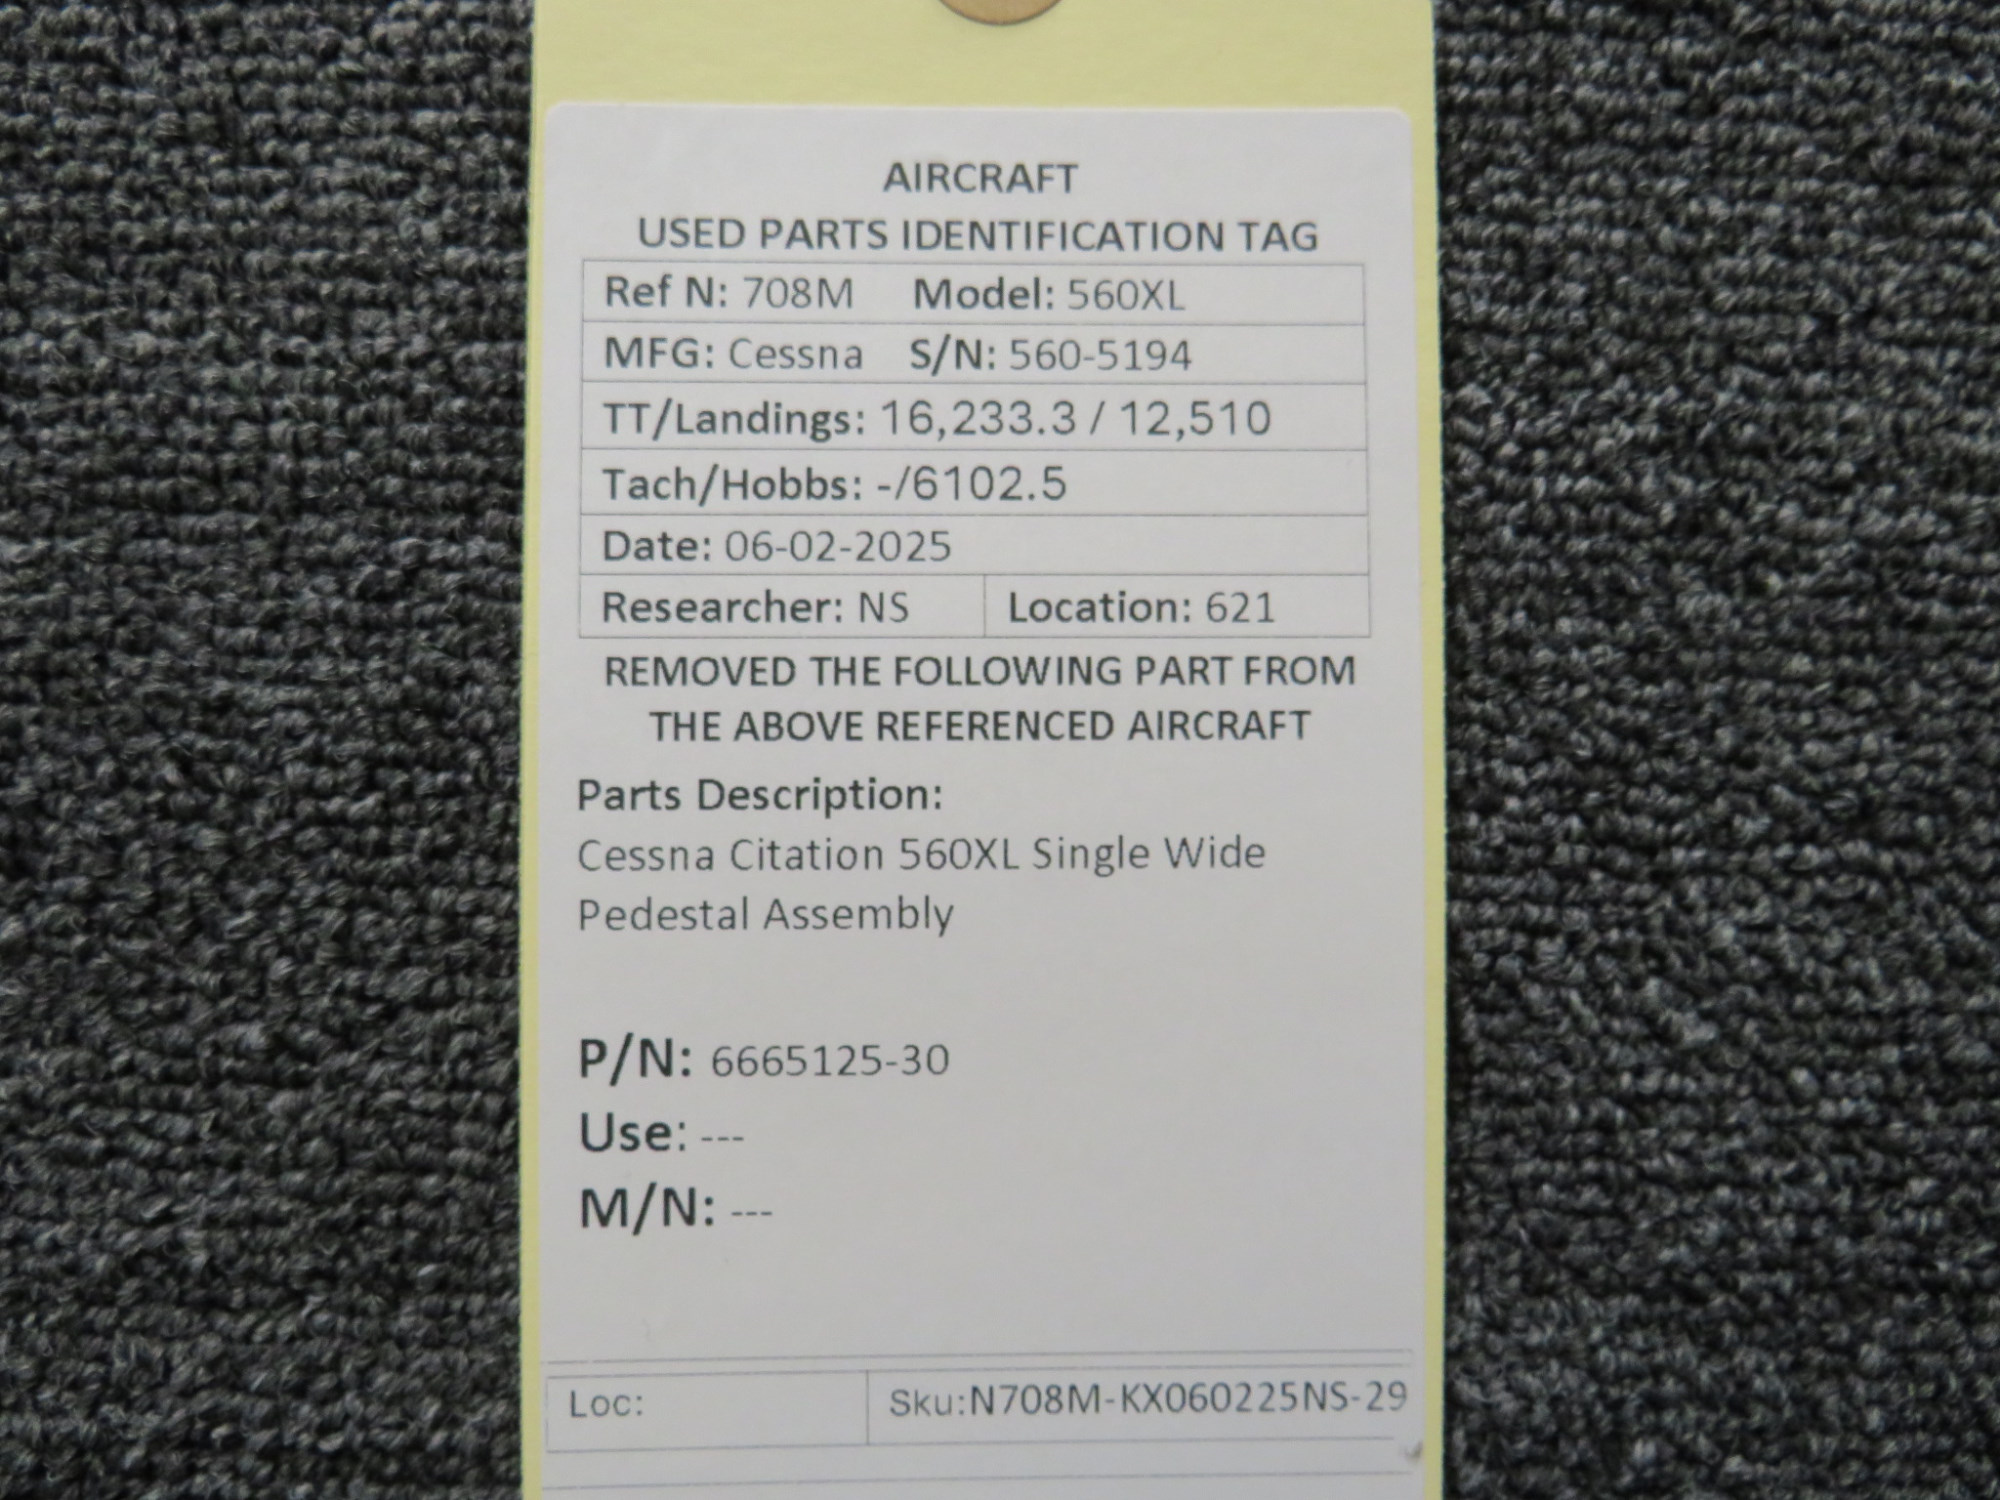 AIRCRAFT
USED PARTS IDENTIFICATION TAG
Ref N: 708M Model: 560XL
MFG: Cessna S/N: 560-5194
TT/Landings: 16,233.3 / 12,510
Tach/Hobbs: -/6102.5
Date: 06-02-2025
Researcher: NS Location: 621
REMOVED THE FOLLOWING PART FROM
THE ABOVE REFERENCED AIRCRAFT
Parts Description:
Cessna Citation 560XL Single Wide
Pedestal Assembly
P/N: 6665125-30
Use: ---
M/N: ---
Loc: Sku:N708M-KX060225NS-29